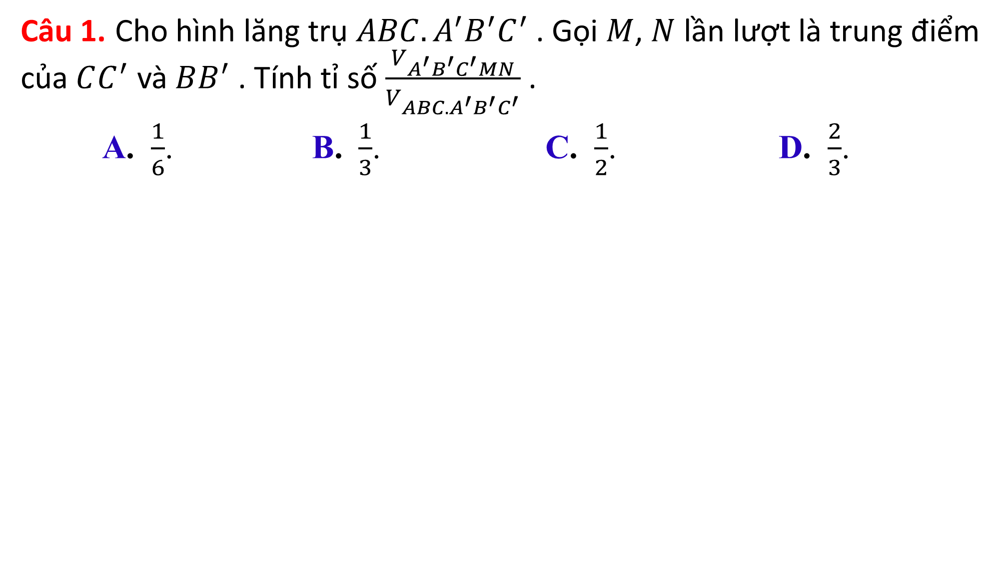 Câu 1. Cho hình lăng trụ ABC.A′B′C′ . Gọi M, N lần lượt là trung điểm
của CC′ và BB′ . Tính tỉ số \frac{V_{A′B′C′MN}}{V_{ABC.A′B′C′}} .
A. \frac{1}{6}. B. \frac{1}{3}. C. \frac{1}{2}. D. \frac{2}{3}.